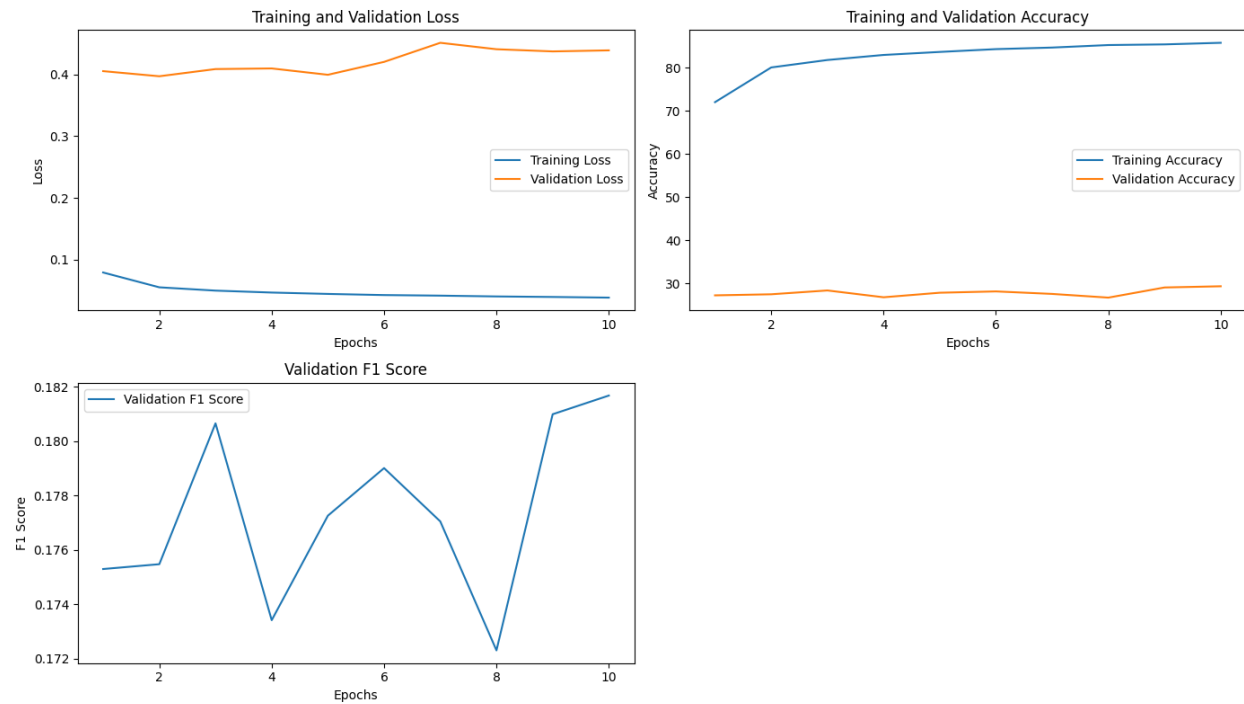 Training and Validation Loss
Loss
0.4
0.3
0.2
0.1
Training Loss
Validation Loss
2 4 6 8 10
Epochs
Training and Validation Accuracy
Accuracy
80
70
60
50
40
30
Training Accuracy
Validation Accuracy
2 4 6 8 10
Epochs
Validation F1 Score
F1 Score
0.182
0.180
0.178
0.176
0.174
0.172
Validation F1 Score
2 4 6 8 10
Epochs